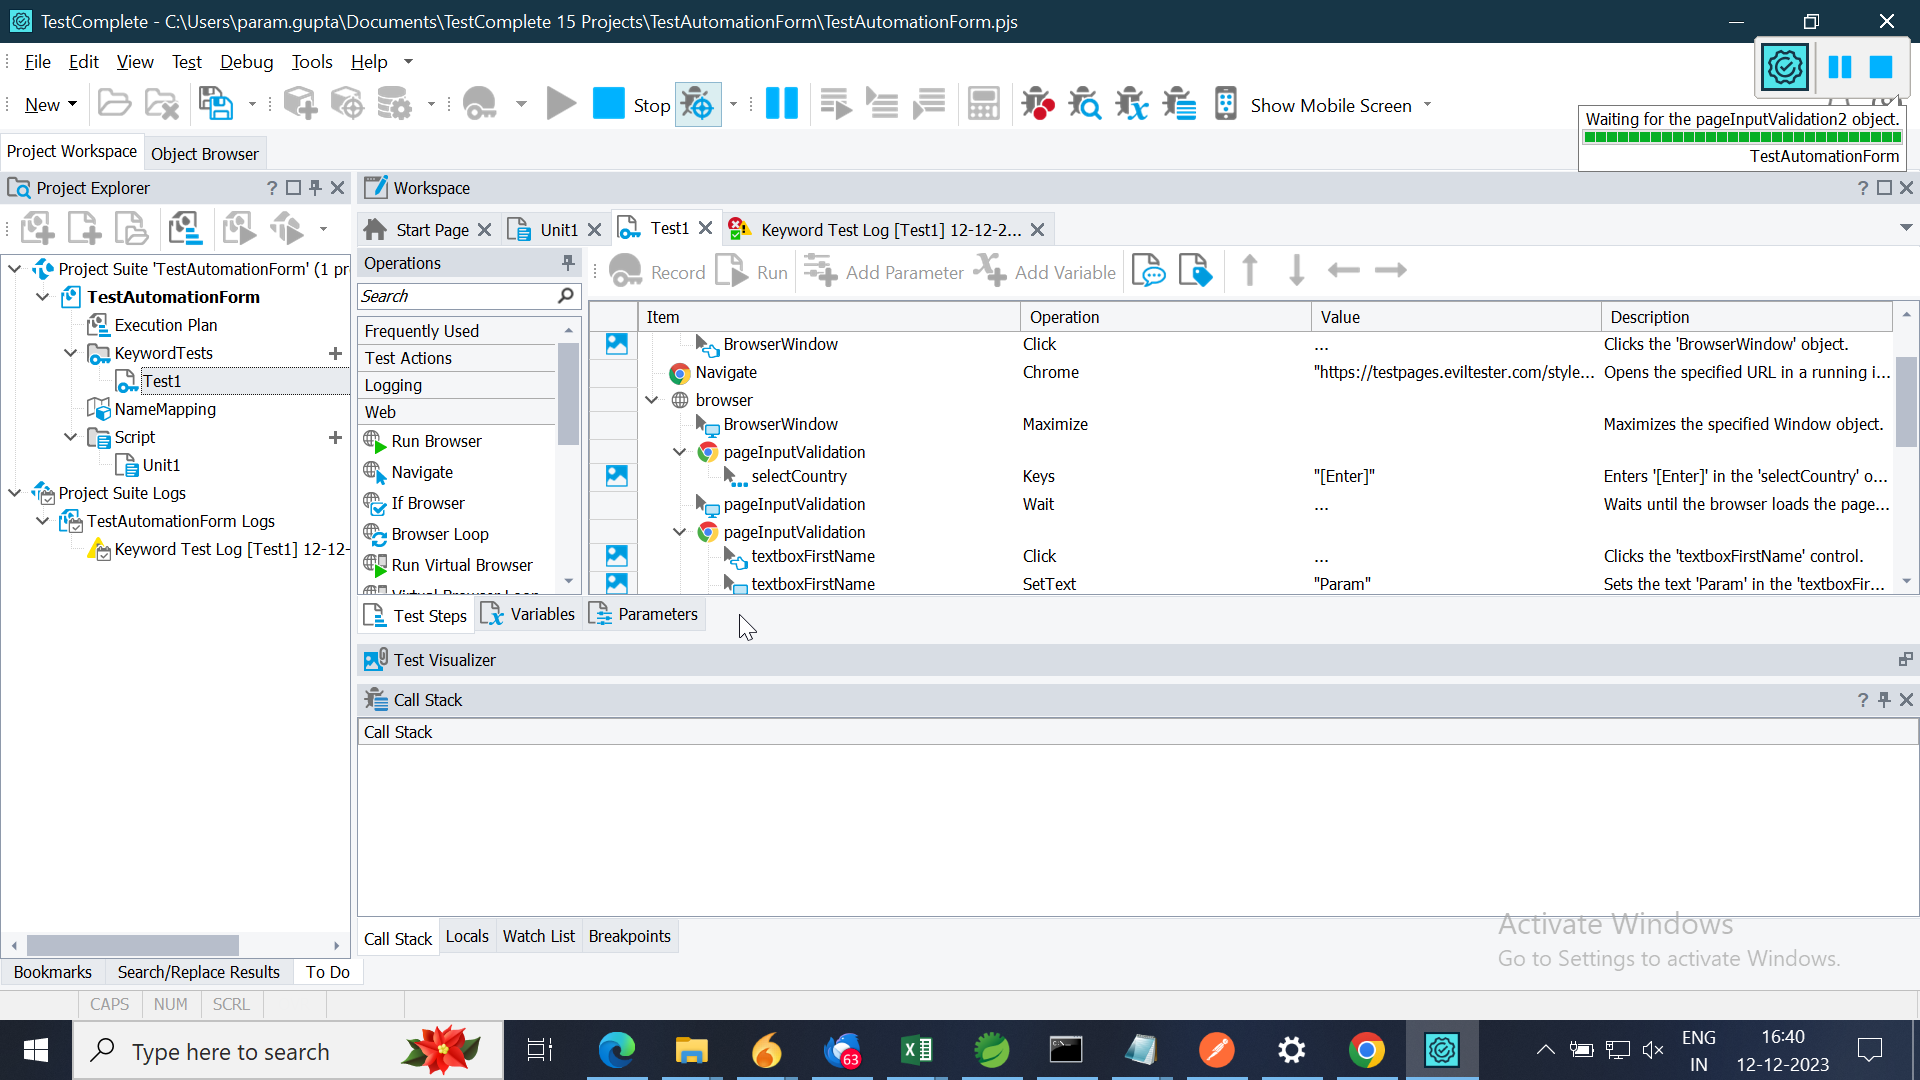 TestComplete - C:\Users\param.gupta\Documents\TestComplete 15 Projects\TestAutomationForm\TestAutomationForm.pjs
File Edit View Test Debug Tools Help
New Stop Show Mobile Screen
Waiting for the pageInputValidation2 object.
TestAutomationForm
Project Workspace Object Browser
Project Explorer ?
Workspace ?
Start Page Unit1 Test1 Keyword Test Log [Test1] 12-12-2...
Operations
Search
Record Run Add Parameter Add Variable
Project Suite 'TestAutomationForm' (1 pr
TestAutomationForm
Execution Plan
KeywordTests
Test1
NameMapping
Script
Unit1
Project Suite Logs
TestAutomationForm Logs
Keyword Test Log [Test1] 12-12-
Frequently Used
Test Actions
Logging
Web
Run Browser
Navigate
If Browser
Browser Loop
Run Virtual Browser
Item Operation Value Description
BrowserWindow Click ... Clicks the 'BrowserWindow' object.
Navigate Chrome "https://testpages.eviltester.com/style... Opens the specified URL in a running i...
browser
BrowserWindow Maximize Maximizes the specified Window object.
pageInputValidation
selectCountry Keys "[Enter]" Enters '[Enter]' in the 'selectCountry' o...
pageInputValidation Wait ... Waits until the browser loads the page...
pageInputValidation
textboxFirstName Click ... Clicks the 'textboxFirstName' control.
textboxFirstName SetText "Param" Sets the text 'Param' in the 'textboxFir...
Test Steps Variables Parameters
Test Visualizer
Call Stack ?
Call Stack
Call Stack Locals Watch List Breakpoints
Activate Windows
Go to Settings to activate Windows.
Bookmarks Search/Replace Results To Do
CAPS NUM SCRL
Type here to search
63
ENG
IN
16:40
12-12-2023